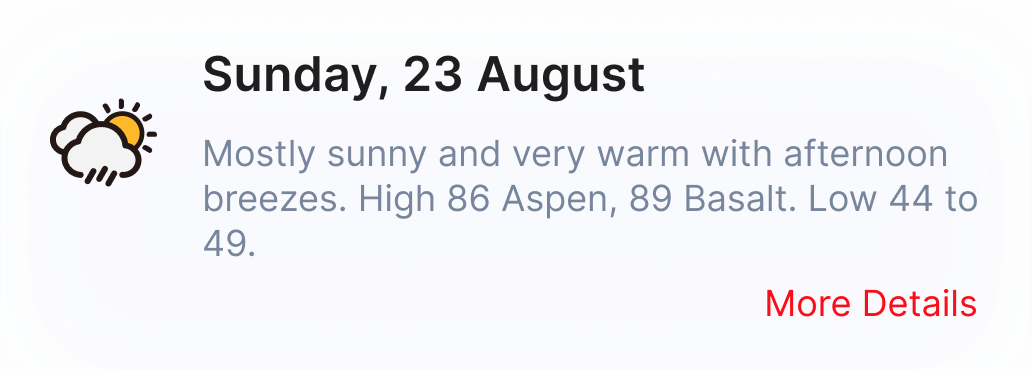 Sunday, 23 August
Mostly sunny and very warm with afternoon
breezes. High 86 Aspen, 89 Basalt. Low 44 to
49.
More Details